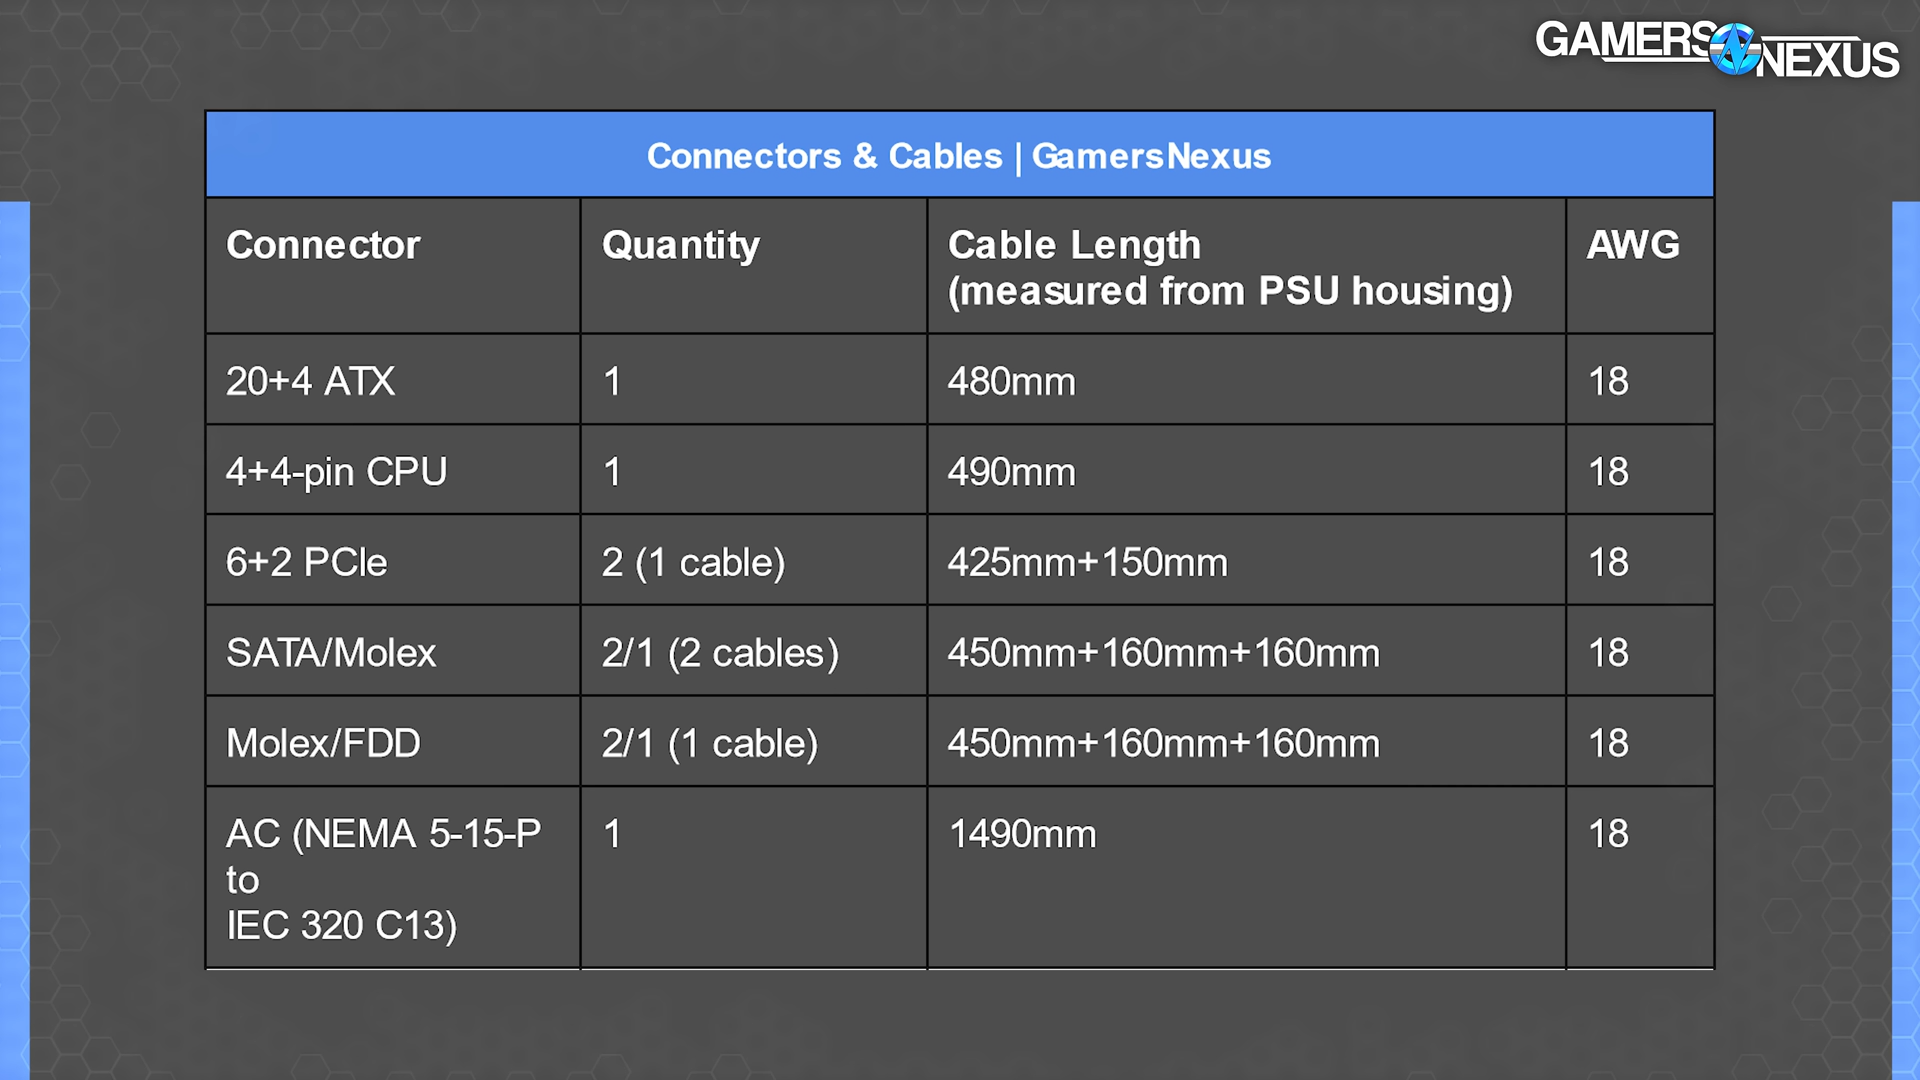 GAMERS NEXUS
Connectors & Cables | GamersNexus
Connector Quantity Cable Length (measured from PSU housing) AWG
20+4 ATX 1 480mm 18
4+4-pin CPU 1 490mm 18
6+2 PCIe 2 (1 cable) 425mm+150mm 18
SATA/Molex 2/1 (2 cables) 450mm+160mm+160mm 18
Molex/FDD 2/1 (1 cable) 450mm+160mm+160mm 18
AC (NEMA 5-15-P 1 1490mm 18
to
IEC 320 C13)